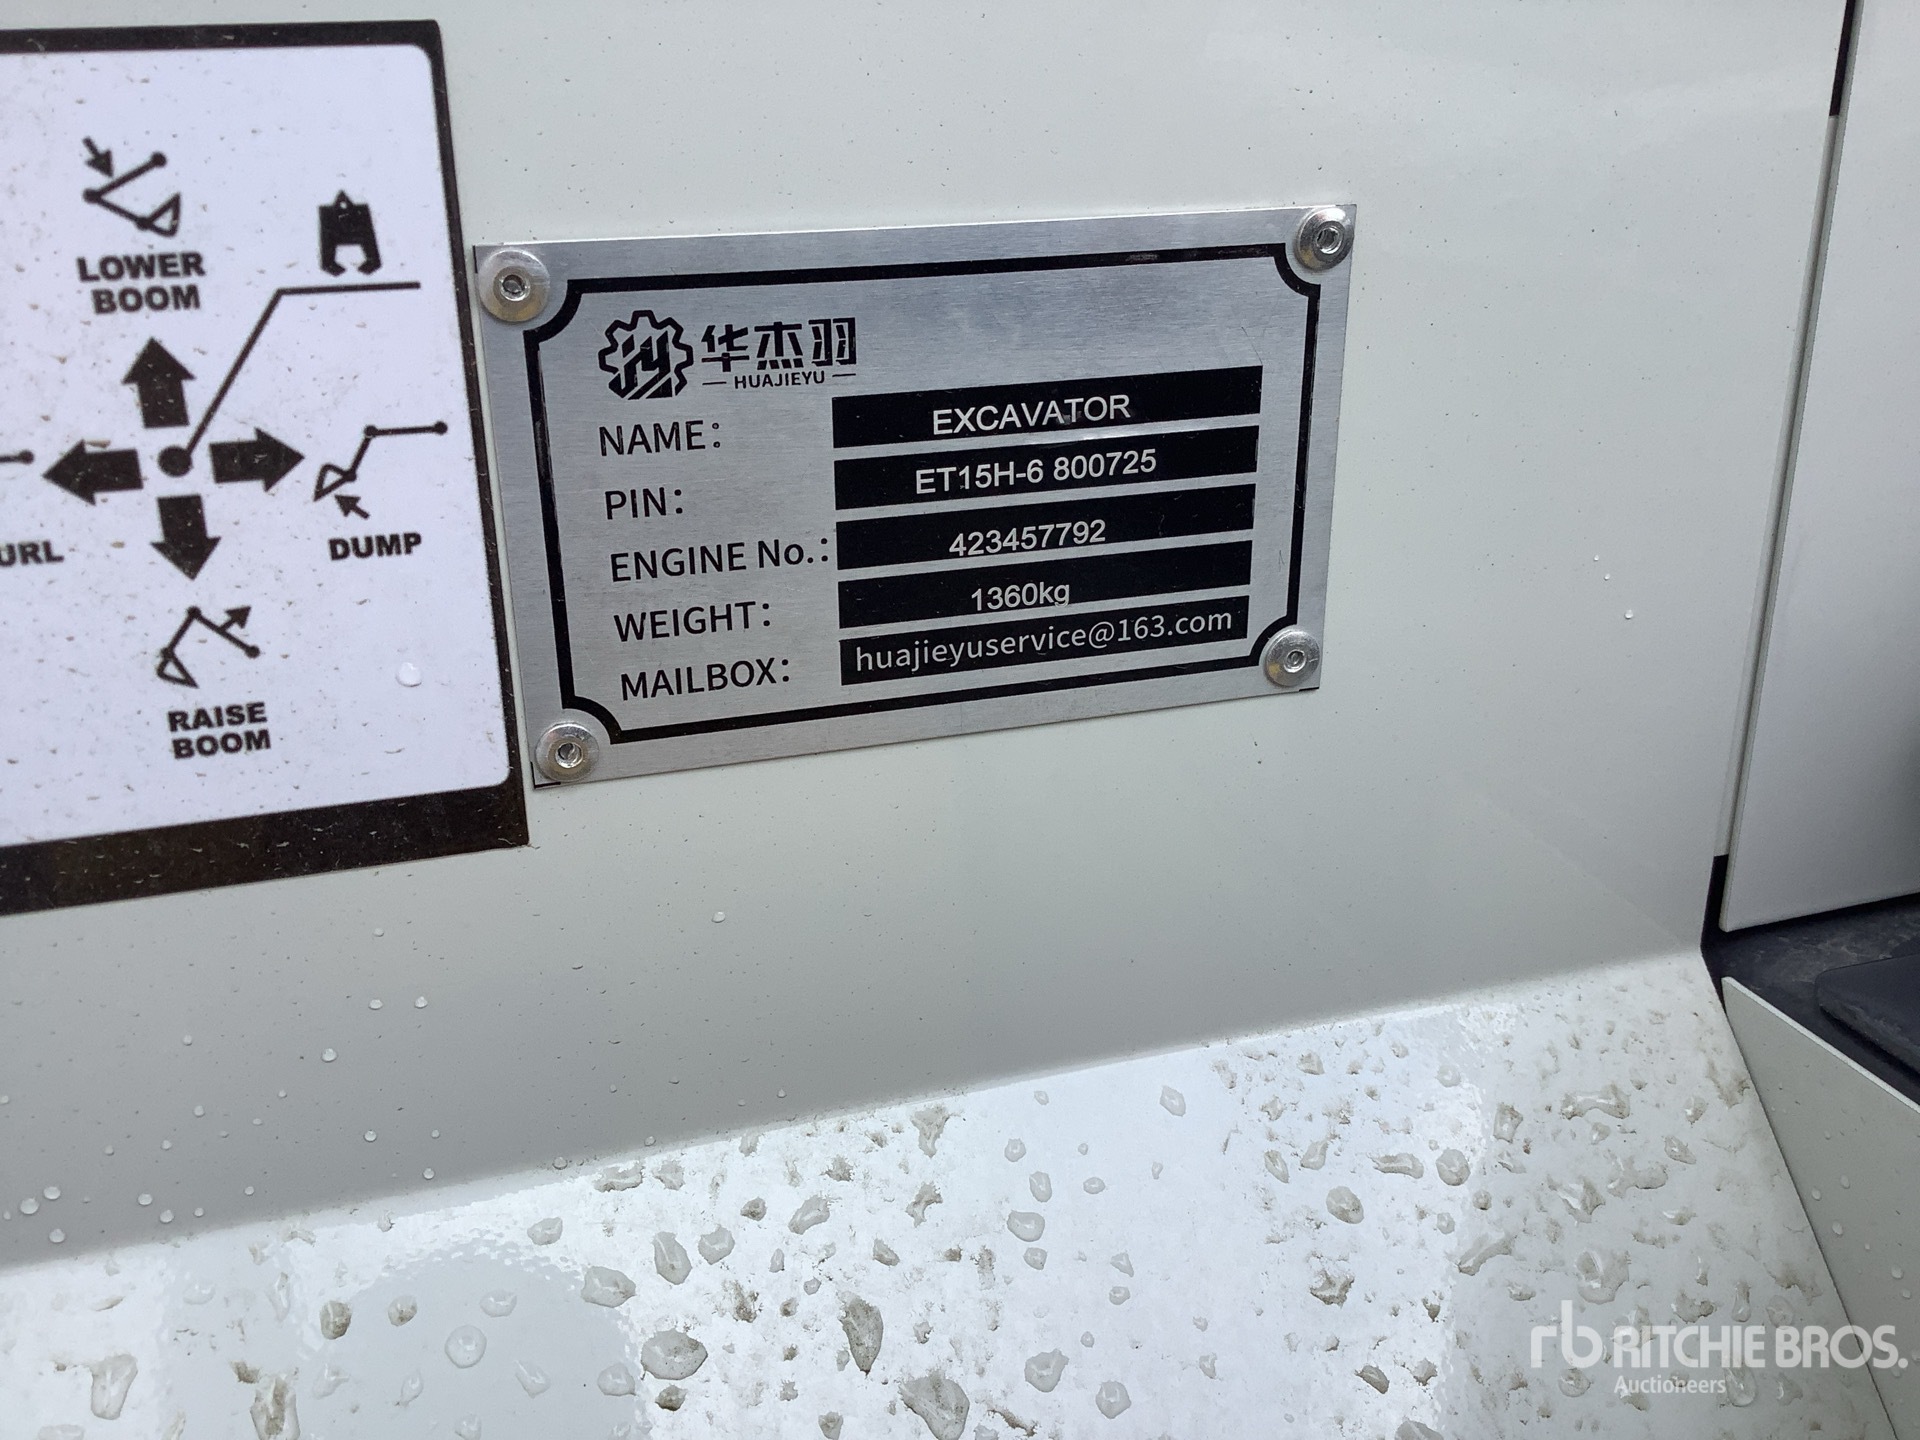 LOWER
BOOM
URL
DUMP
RAISE
BOOM
华杰羽
HUAJIEYU
NAME: EXCAVATOR
PIN: ET15H-6 800725
ENGINE No.: 423457792
WEIGHT: 1360kg
MAILBOX: huajieyuservice@163.com
rb RITCHIE BROS.
Auctioneers